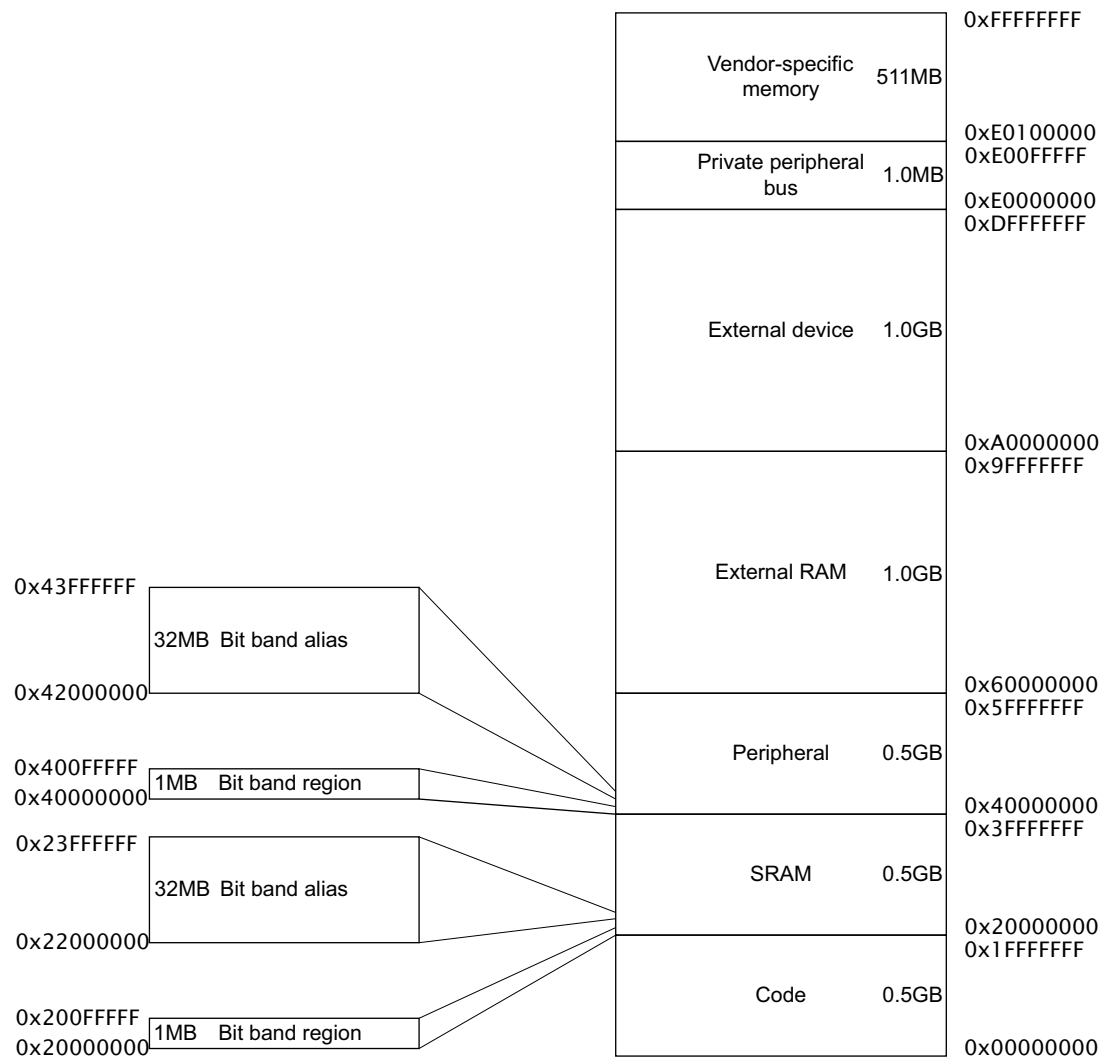 0xFFFFFFFF
Vendor-specific
memory
511MB
0xE0100000
0xE00FFFFF
Private peripheral
bus
1.0MB
0xE0000000
0xDFFFFFFF
External device
1.0GB
0xA0000000
0x9FFFFFFF
External RAM
1.0GB
0x60000000
0x5FFFFFFF
Peripheral
0.5GB
0x40000000
0x3FFFFFFF
SRAM
0.5GB
0x20000000
0x1FFFFFFF
Code
0.5GB
0x00000000
0x43FFFFFF
32MB Bit band alias
0x42000000
0x400FFFFF
1MB Bit band region
0x40000000
0x23FFFFFF
32MB Bit band alias
0x22000000
0x200FFFFF
1MB Bit band region
0x20000000